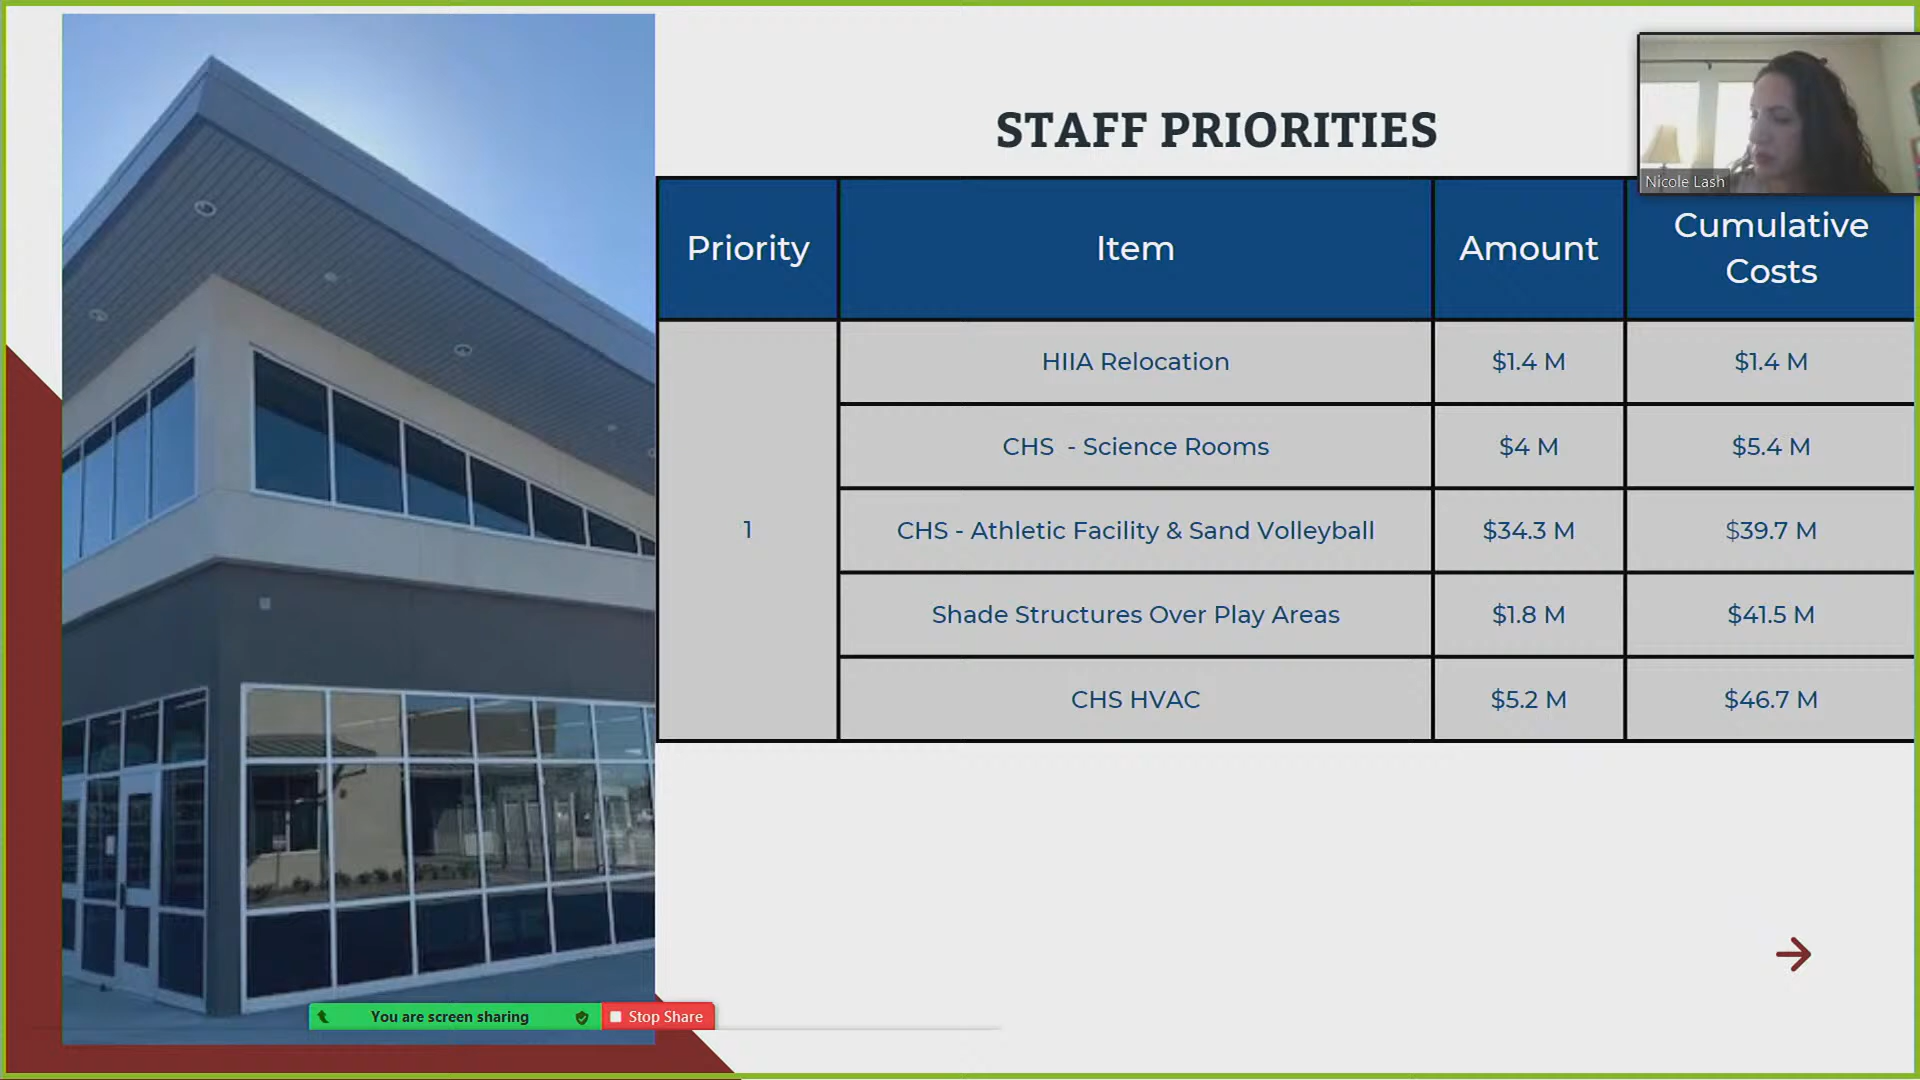 STAFF PRIORITIES
Nicole Lash
Priority
Item
Amount
Cumulative
Costs
1
HIIA Relocation
$1.4 M
$1.4 M
CHS - Science Rooms
$4 M
$5.4 M
CHS - Athletic Facility & Sand Volleyball
$34.3 M
$39.7 M
Shade Structures Over Play Areas
$1.8 M
$41.5 M
CHS HVAC
$5.2 M
$46.7 M
You are screen sharing
Stop Share